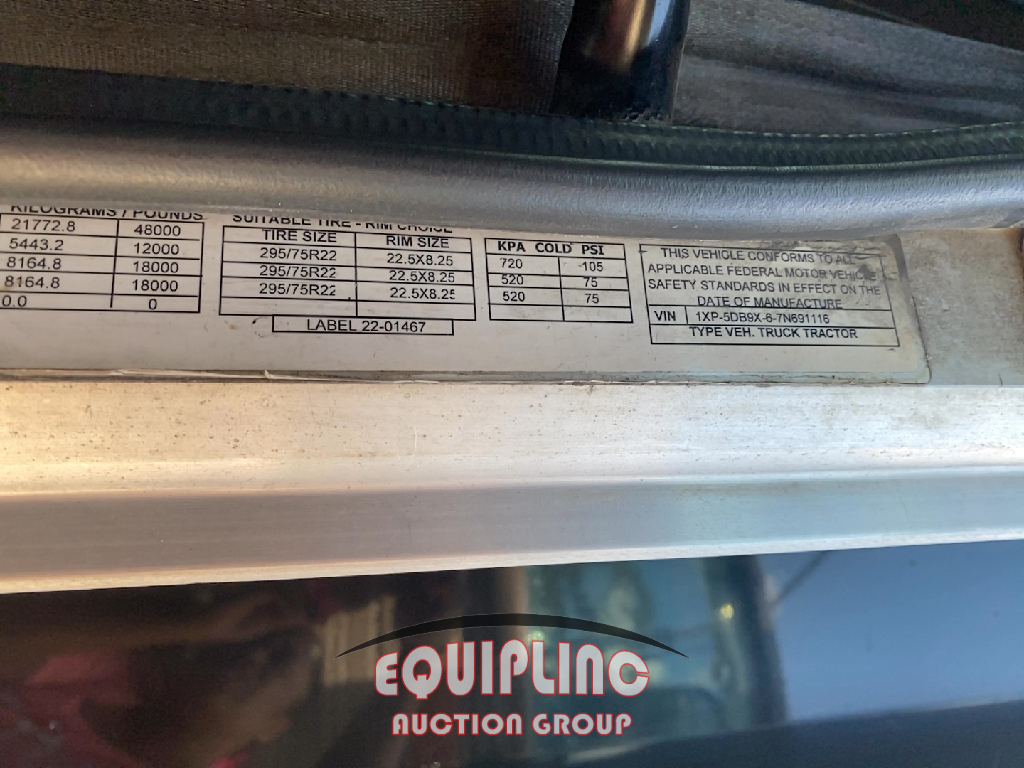 KILOGRAMS / POUNDS
21772.8 48000
5443.2 12000
8164.8 18000
8164.8 18000
0.0 0
SUITABLE TIRE - RIM CHOICE
TIRE SIZE RIM SIZE
295/75R22 22.5X8.25
295/75R22 22.5X8.25
295/75R22 22.5X8.25
LABEL 22-01467
KPA COLD PSI
720 105
520 75
520 75
THIS VEHICLE CONFORMS TO ALL
APPLICABLE FEDERAL MOTOR VEHICLE
SAFETY STANDARDS IN EFFECT ON THE
DATE OF MANUFACTURE
VIN 1XP-5DB9X-6-7N691116
TYPE VEH. TRUCK TRACTOR
EQUIPLINC
AUCTION GROUP